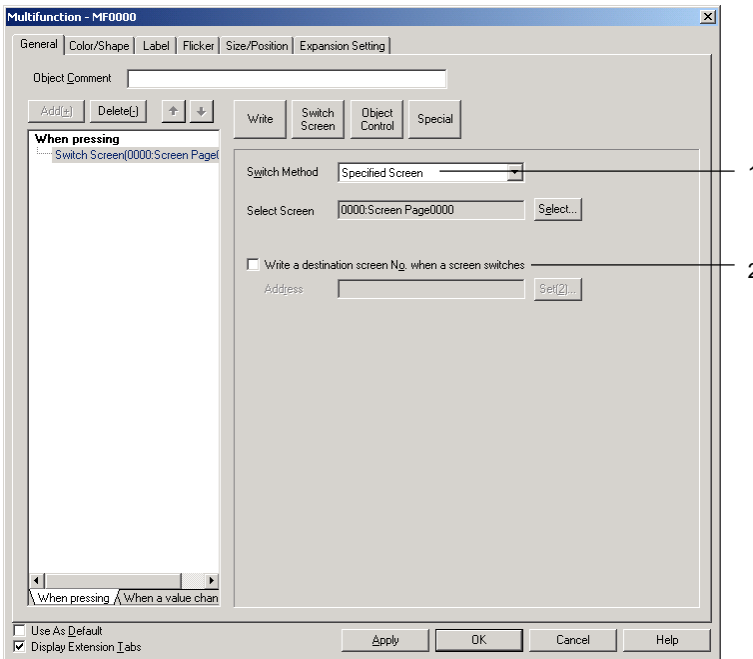 Multifunction - MF0000
General Color/Shape Label Flicker Size/Position Expansion Setting
Object Comment
Add(+) Delete(-)
Write Switch Screen Object Control Special
When pressing
Switch Screen(0000:Screen Page(
Switch Method Specified Screen
1
Select Screen 0000:Screen Page0000 Select...
Write a destination screen No. when a screen switches
2
Address Set(2)...
When pressing When a value chan
Use As Default
Display Extension Tabs
Apply OK Cancel Help